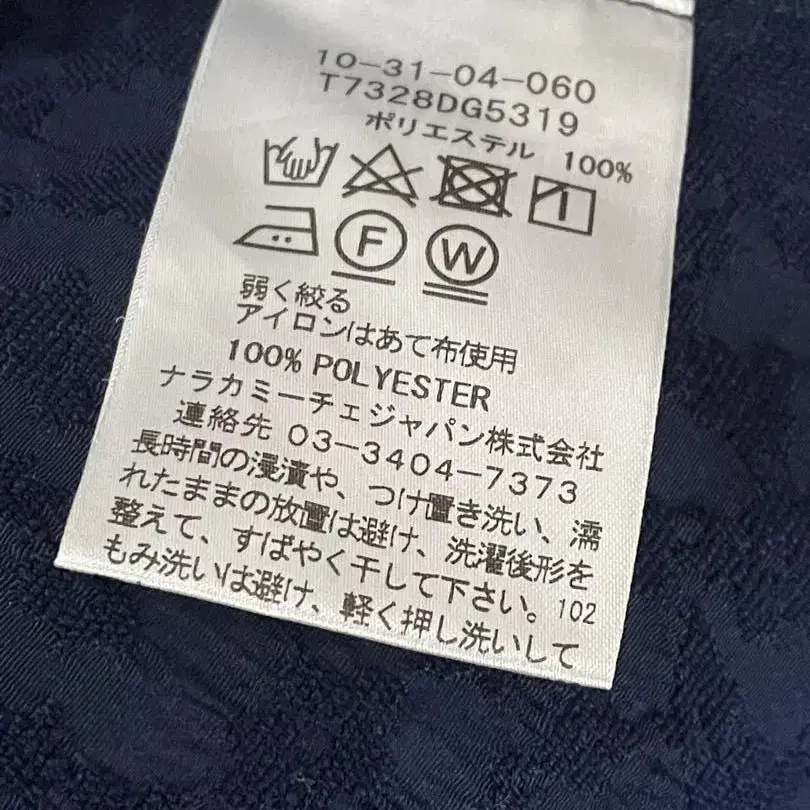 10-31-04-060
T7328DG5319
ポリエステル 100%
F
W
弱く絞る
アイロンはあて布使用
100% POLYESTER
ナラカミーチェジャパン株式会社
連絡先 03-3404-7373
長時間の浸漬や、つけ置き洗い、濡
れたままの放置は避け、洗濯後形を
整えて、すばやく干して下さい。102
もみ洗いは避け、軽く押し洗いして